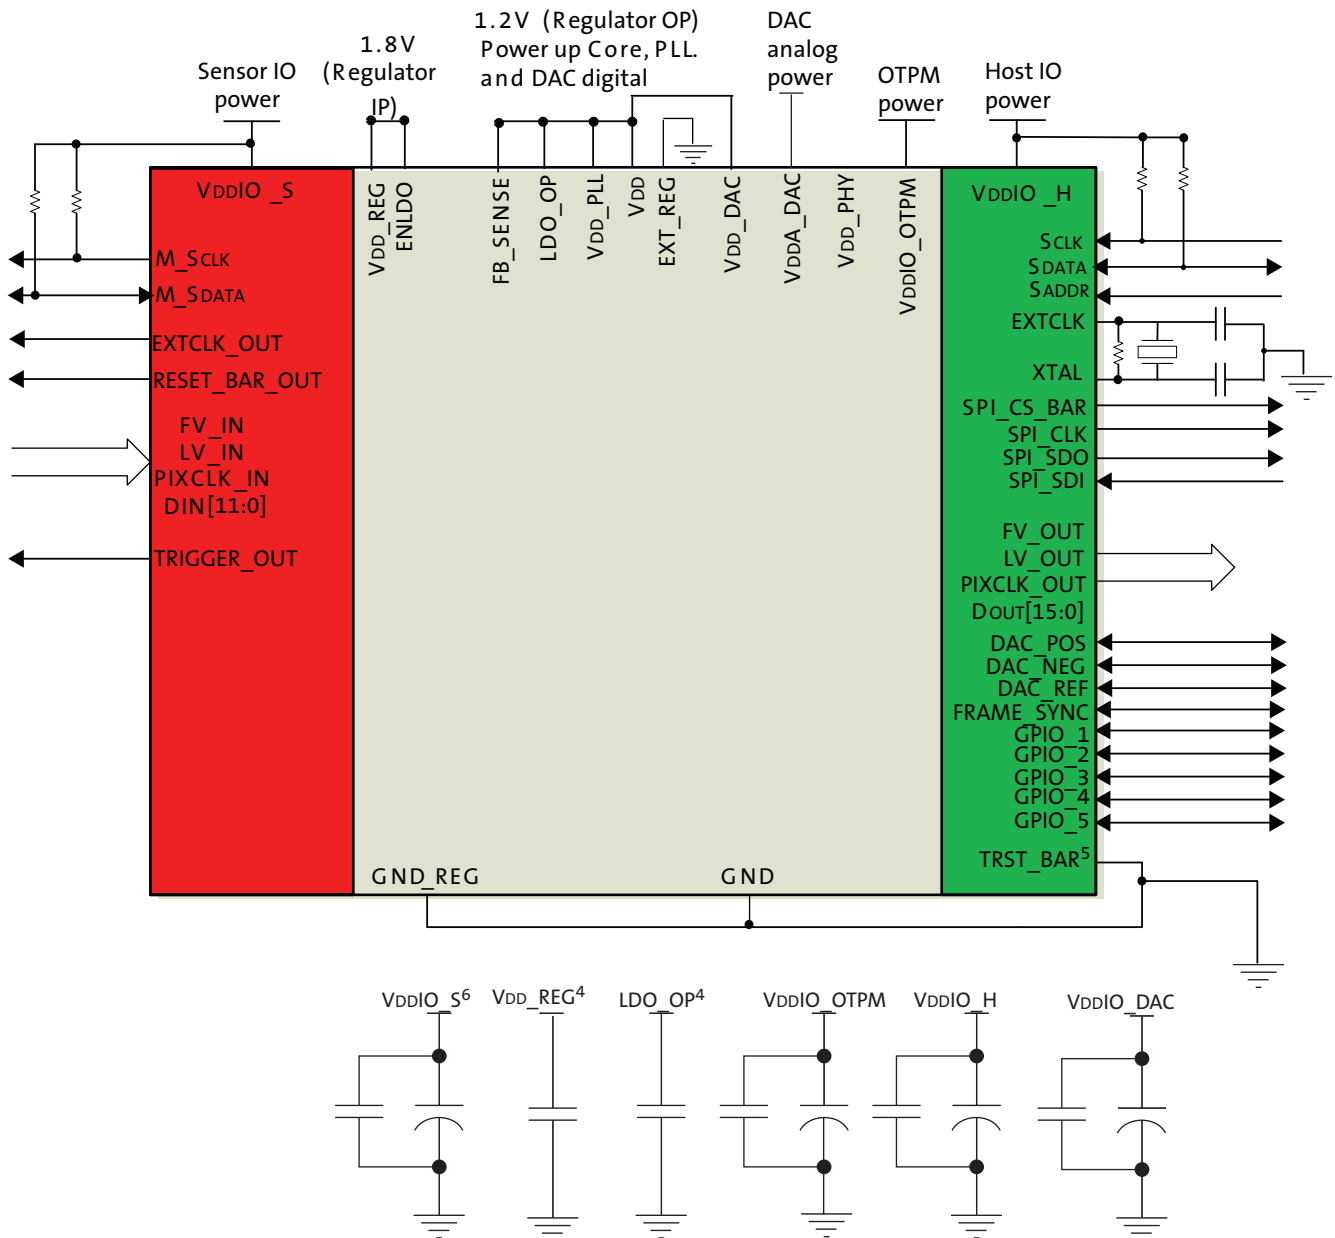 1.8V
(Regulator
IP)
1.2V (Regulator OP)
Power up Core, PLL.
and DAC digital
DAC
analog
power
Sensor IO
power
OTPM
power
Host IO
power
VDDIO _S
VDD_REG
ENLDO
FB_SENSE
LDO_OP
VDD_PLL
VDD
EXT_REG
VDD_DAC
VDDA_DAC
VDD_PHY
VDDIO_OTPM
VDDIO _H
M_SCLK
M_SDATA
EXTCLK_OUT
RESET_BAR_OUT
FV_IN
LV_IN
PIXCLK_IN
DIN[11:0]
TRIGGER_OUT
SCLK
SDATA
SADDR
EXTCLK
XTAL
SPI_CS_BAR
SPI_CLK
SPI_SDO
SPI_SDI
FV_OUT
LV_OUT
PIXCLK_OUT
DOUT[15:0]
DAC_POS
DAC_NEG
DAC_REF
FRAME_SYNC
GPIO_1
GPIO_2
GPIO_3
GPIO_4
GPIO_5
TRST_BAR5
GND_REG
GND
VDDIO_S6
VDD_REG4
LDO_OP4
VDDIO_OTPM
VDDIO_H
VDDIO_DAC